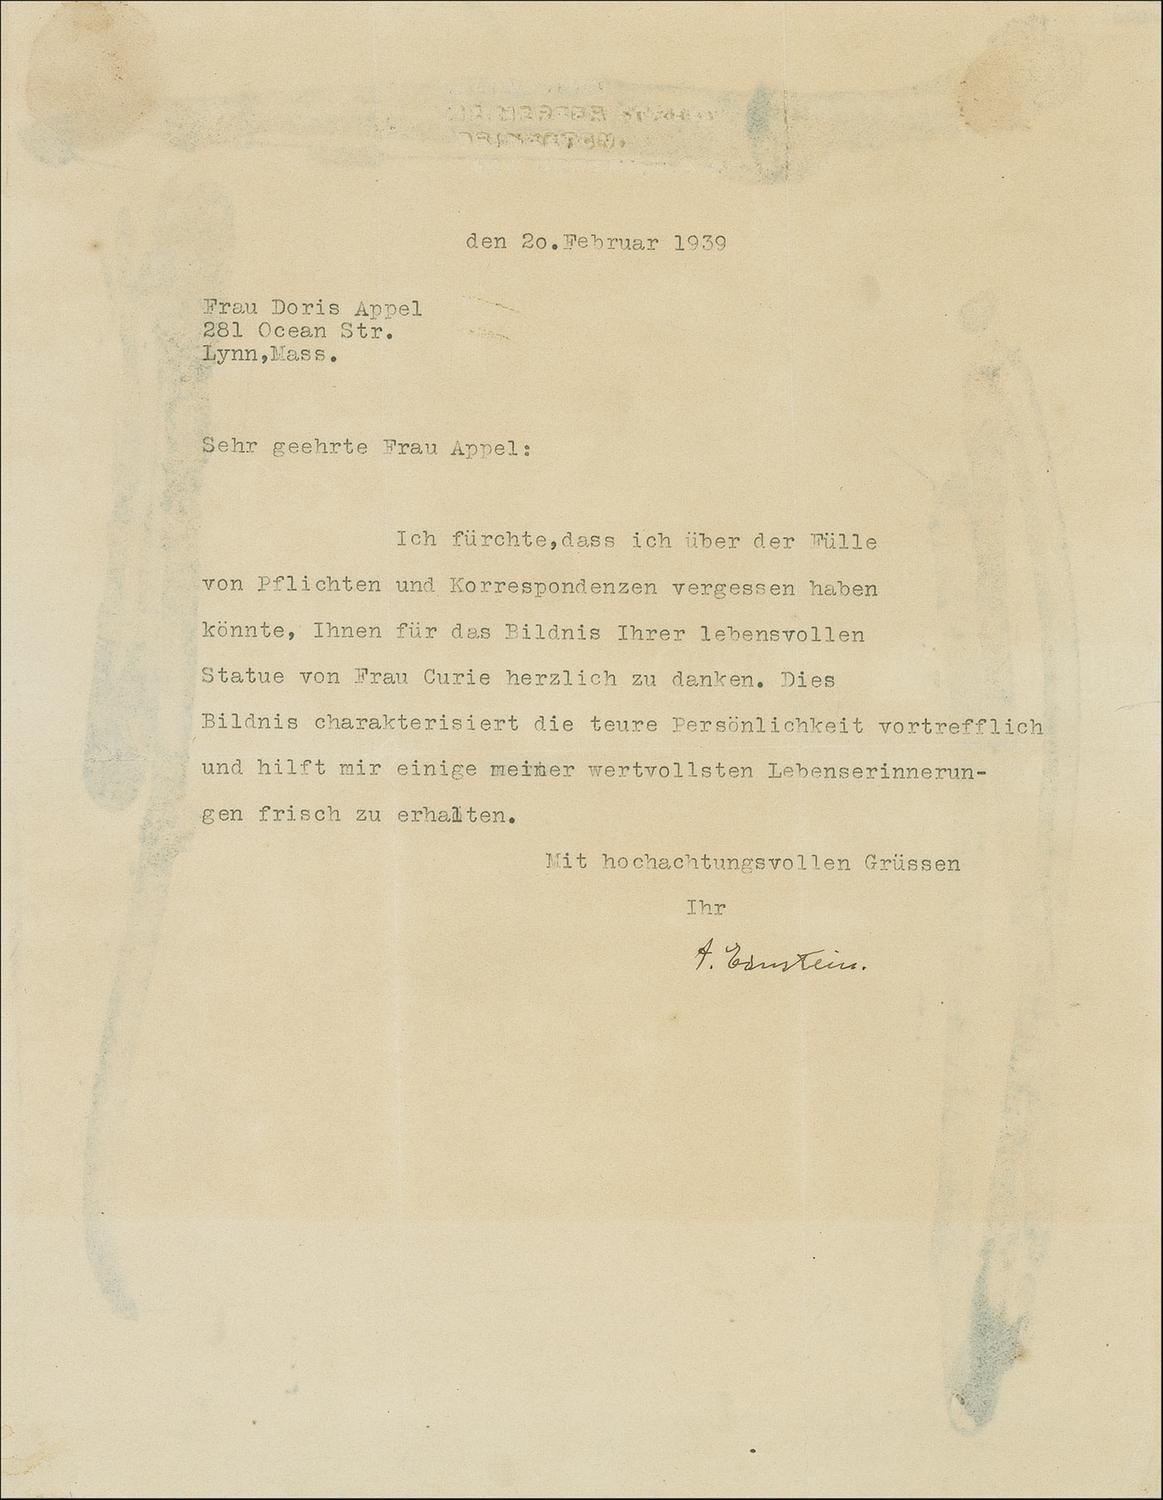 den 2o.Februar 1939
Frau Doris Appel
281 Ocean Str.
Lynn,Mass.
Sehr geehrte Frau Appel:
Ich fürchte,dass ich über der Fülle
von Pflichten und Korrespondenzen vergessen haben
könnte, Ihnen für das Bildnis Ihrer lebensvollen
Statue von Frau Curie herzlich zu danken. Dies
Bildnis charakterisiert die teure Persönlichkeit vortrefflich
und hilft mir einige meiner wertvollsten Lebenserinnerun-
gen frisch zu erhalten.
Mit hochachtungsvollen Grüssen
Ihr
A. Einstein.